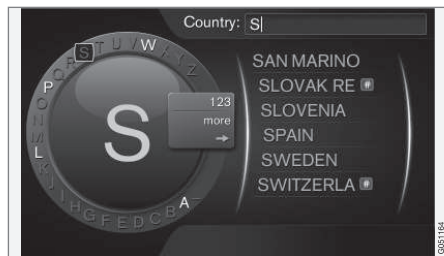 Country: S
A B C D E F G H I J K L M N O P Q R S T U V W X Y Z
S
123
more
→
SAN MARINO
SLOVAK RE #
SLOVENIA
SPAIN
SWEDEN
SWITZERLA #
G051164